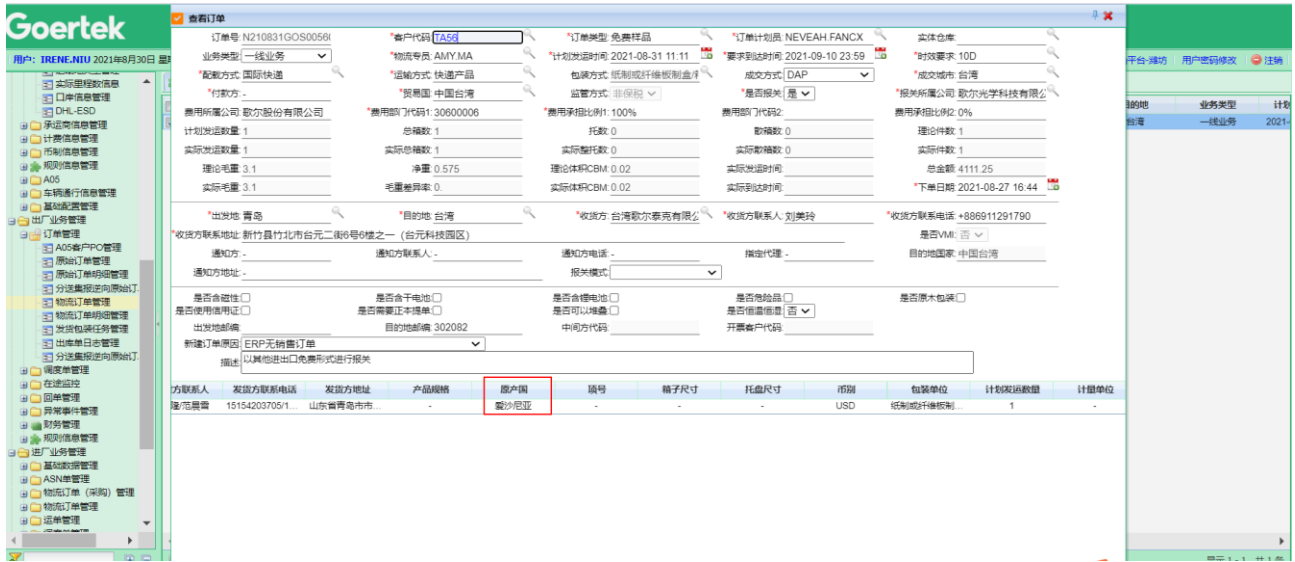 Goertek
用户: IRENE.NIU 2021年8月30日 星
平台-潍坊 用户密码修改 注销
实际里程数信息
口岸信息管理
DHL-ESD
承运商信息管理
计费信息管理
币制信息管理
规则信息管理
A05
车辆通行信息管理
基础配置管理
出厂业务管理
订单管理
A05客户PO管理
原始订单管理
原始订单明细管理
分送集报逆向原始订
物流订单管理
物流订单明细管理
发货包装任务管理
出库单日志管理
分送集报逆向原始订
调度单管理
在途监控
回单管理
异常事件管理
财务管理
规则信息管理
进厂业务管理
基础数据管理
ASN单管理
物流订单（采购）管理
物流订单管理
运单管理
查看订单
订单号: N210831GOS0056( *客户代码: TA56 *订单类型: 免费样品 *订单计划员: NEVEAH.FANCX 实体仓库:
业务类型: 一线业务 *物流专员: AMY.MA *计划发运时间: 2021-08-31 11:11 *要求到达时间: 2021-09-10 23:59 *时效要求: 10D
*配载方式: 国际快递 *运输方式: 快递产品 包装方式: 纸制或纤维板制盒/ 成交方式: DAP *成交城市: 台湾
*付款方: - *贸易国: 中国台湾 监管方式: 非保税 *是否报关: 是 *报关所属公司: 歌尔光学科技有限公
费用所属公司: 歌尔股份有限公司 *费用部门代码1: 30600006 *费用承担比例1: 100% 费用部门代码2: 费用承担比例2: 0%
计划发运数量: 1 总箱数: 1 托数: 0 散箱数: 0 理论件数: 1
实际发运数量: 1 实际总箱数: 1 实际整托数: 0 实际散箱数: 0 实际件数: 1
理论毛重: 3.1 净重: 0.575 理论体积CBM: 0.02 实际发运时间: 总金额: 4111.25
实际毛重: 3.1 毛重差异率: 0. 实际体积CBM: 0.02 实际到达时间: *下单日期: 2021-08-27 16:44
*出发地: 青岛 *目的地: 台湾 *收货方: 台湾歌尔泰克有限公 *收货方联系人: 刘美玲 *收货方联系电话: +886911291790
*收货方联系地址: 新竹县竹北市台元二街6号6楼之一（台元科技园区） 是否VMI: 否
通知方: - 通知方联系人: - 通知方电话: - 指定代理: - 目的地国家: 中国台湾
通知方地址: - 报关模式:
是否含磁性: 是否含干电池: 是否含锂电池: 是否危险品: 是否原木包装:
是否使用信用证: 是否需要正本提单: 是否可以堆叠: 是否恒温恒湿: 否
出发地邮编: 目的地邮编: 302082 中间方代码: 开票客户代码:
新建订单原因: ERP无销售订单
描述: 以其他进出口免费形式进行报关
方联系人 发货方联系电话 发货方地址 产品规格 原产国 项号 箱子尺寸 托盘尺寸 币别 包装单位 计划发运数量 计量单位
隆/范晨霄 15154203705/1... 山东省青岛市市... - 爱沙尼亚 - - - USD 纸制或纤维板制... 1 -
目的地 业务类型 计划
台湾 一线业务 2021-
显示 1 - 1 共 1 条